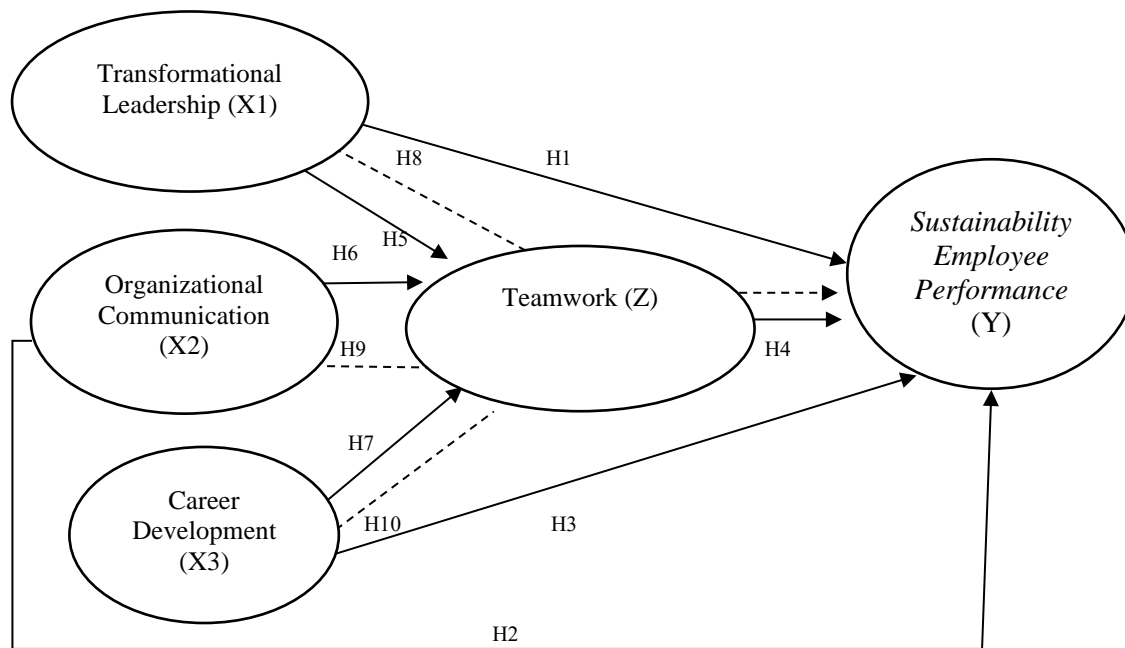 Transformational
Leadership (X1)
H8
H1
H5
Sustainability
Employee
Performance
(Y)
H6
Organizational
Communication
(X2)
Teamwork (Z)
H9
H4
H7
Career
Development
(X3)
H10
H3
H2